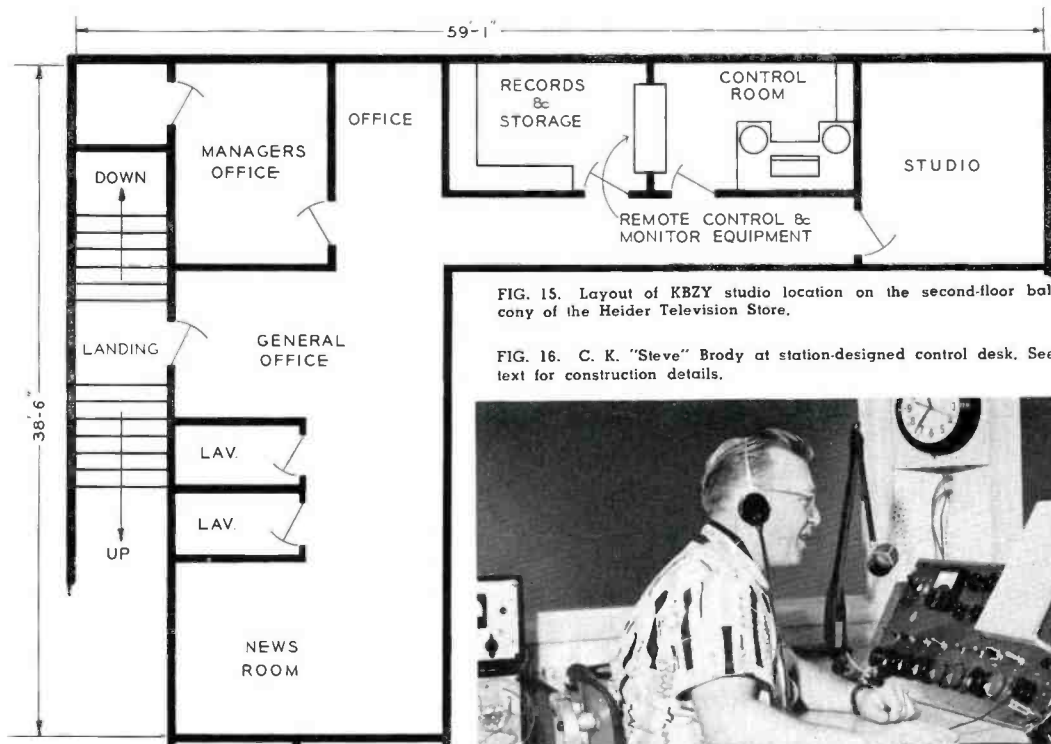 59'-1"
38'-6"
DOWN
LANDING
UP
MANAGERS
OFFICE
OFFICE
GENERAL
OFFICE
LAV.
LAV.
NEWS
ROOM
RECORDS
&
STORAGE
CONTROL
ROOM
REMOTE CONTROL &
MONITOR EQUIPMENT
STUDIO
FIG. 15. Layout of KBZY studio location on the second-floor bal-
cony of the Heider Television Store.
FIG. 16. C. K. "Steve" Brody at station-designed control desk. See
text for construction details.